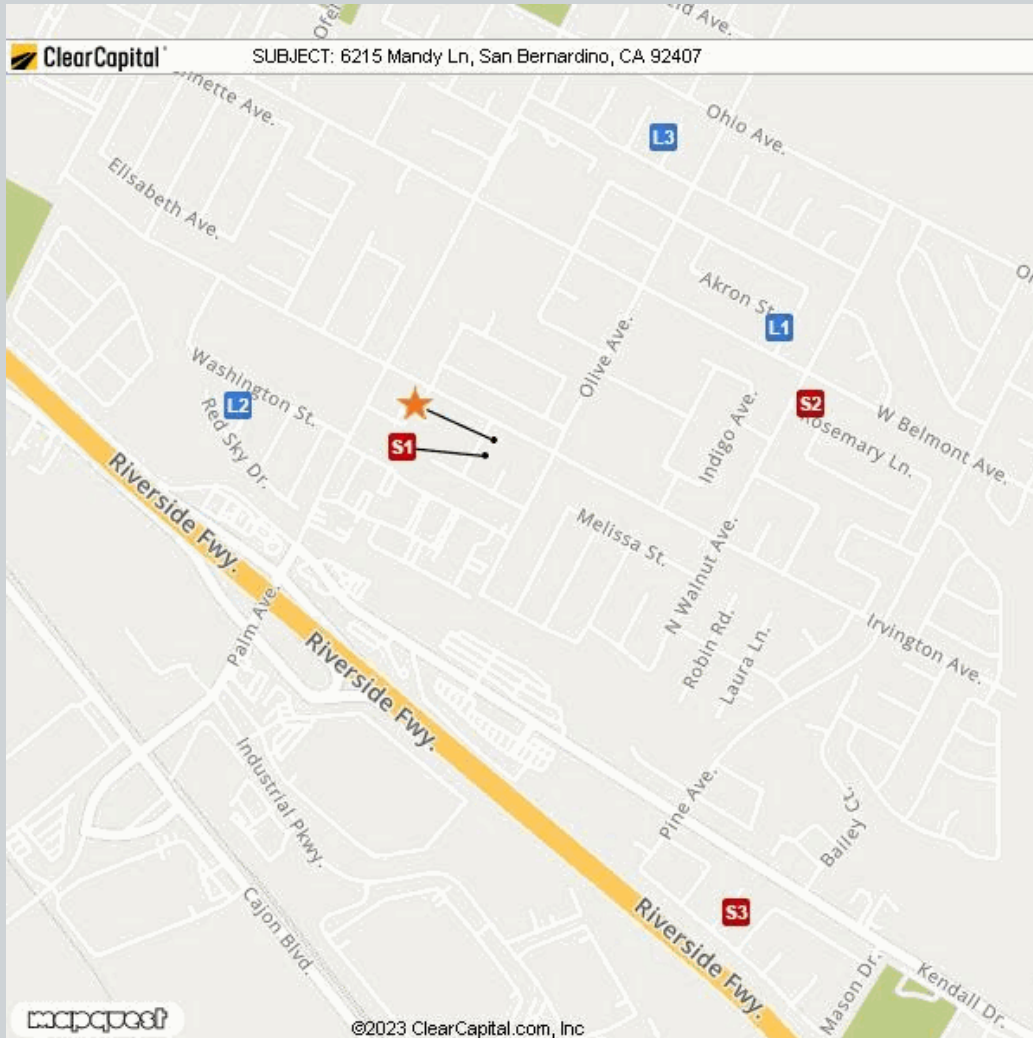 ClearCapital
SUBJECT: 6215 Mandy Ln, San Bernardino, CA 92407
Ohio Ave.
L3
Elisabeth Ave.
Akron St.
L1
Olive Ave.
Washington St.
L2
Red Sky Dr.
S1
S2
Indigo Ave.
Rosemary Ln.
W Belmont Ave.
Riverside Fwy.
Melissa St.
N Walnut Ave.
Palm Ave.
Robin Rd.
Laura Ln.
Irvington Ave.
Riverside Fwy.
Industrial Pkwy.
Pine Ave.
Bailey Ct.
Cajon Blvd.
S3
Riverside Fwy.
Mason Dr.
Kendall Dr.
mapquest
©2023 ClearCapital.com, Inc